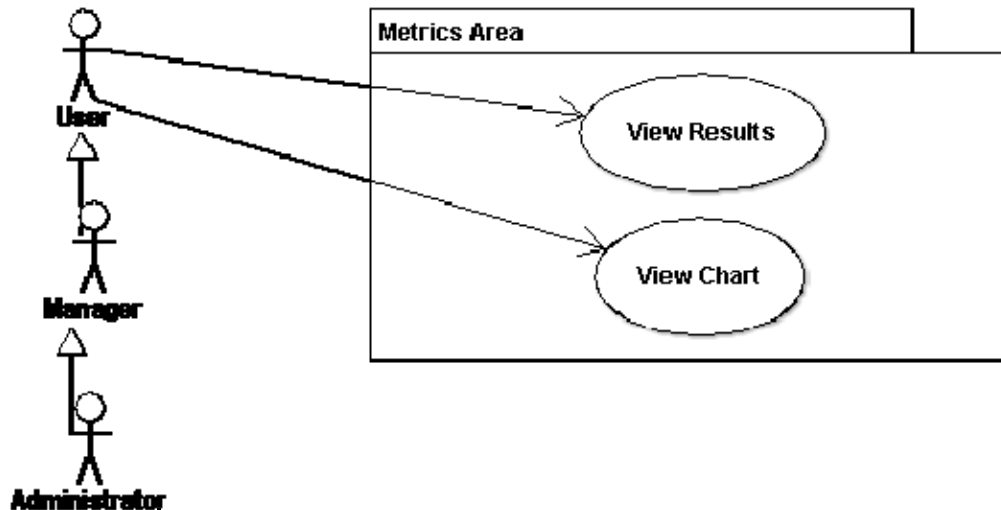 Metrics Area
User
View Results
Manager
View Chart
Administrator